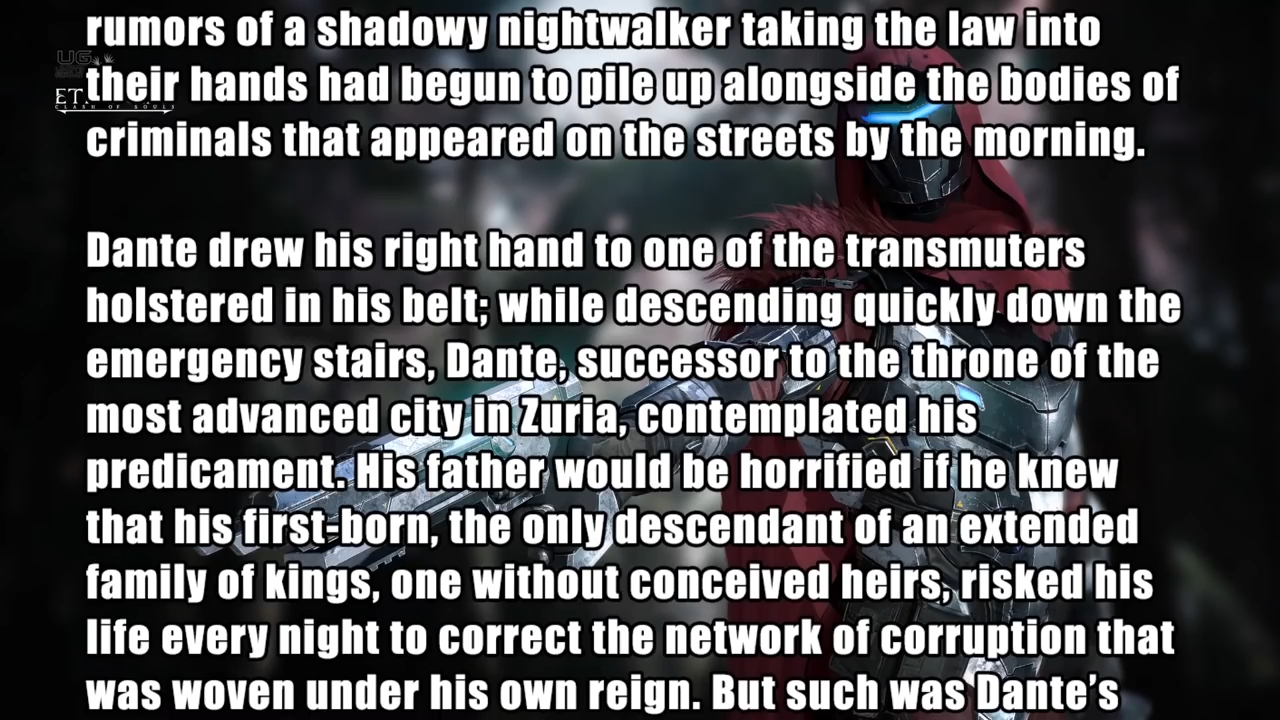 rumors of a shadowy nightwalker taking the law into
their hands had begun to pile up alongside the bodies of
criminals that appeared on the streets by the morning.
Dante drew his right hand to one of the transmuters
holstered in his belt; while descending quickly down the
emergency stairs, Dante, successor to the throne of the
most advanced city in Zuria, contemplated his
predicament. His father would be horrified if he knew
that his first-born, the only descendant of an extended
family of kings, one without conceived heirs, risked his
life every night to correct the network of corruption that
was woven under his own reign. But such was Dante’s
UG
ET
CLASH OF SOULS